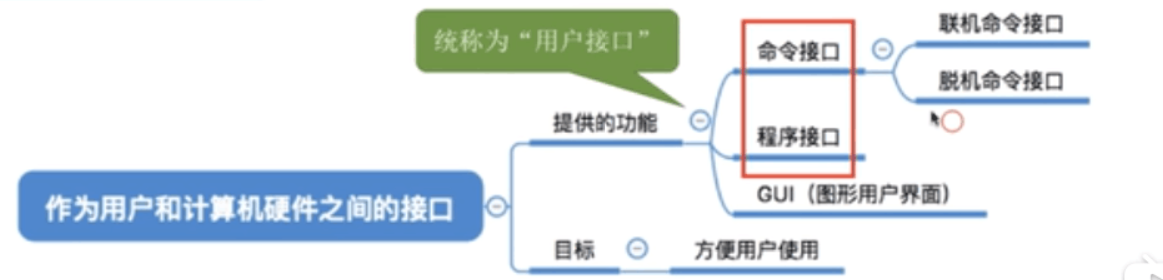 统称为“用户接口”
作为用户和计算机硬件之间的接口
提供的功能
命令接口
联机命令接口
脱机命令接口
程序接口
GUI（图形用户界面）
目标
方便用户使用